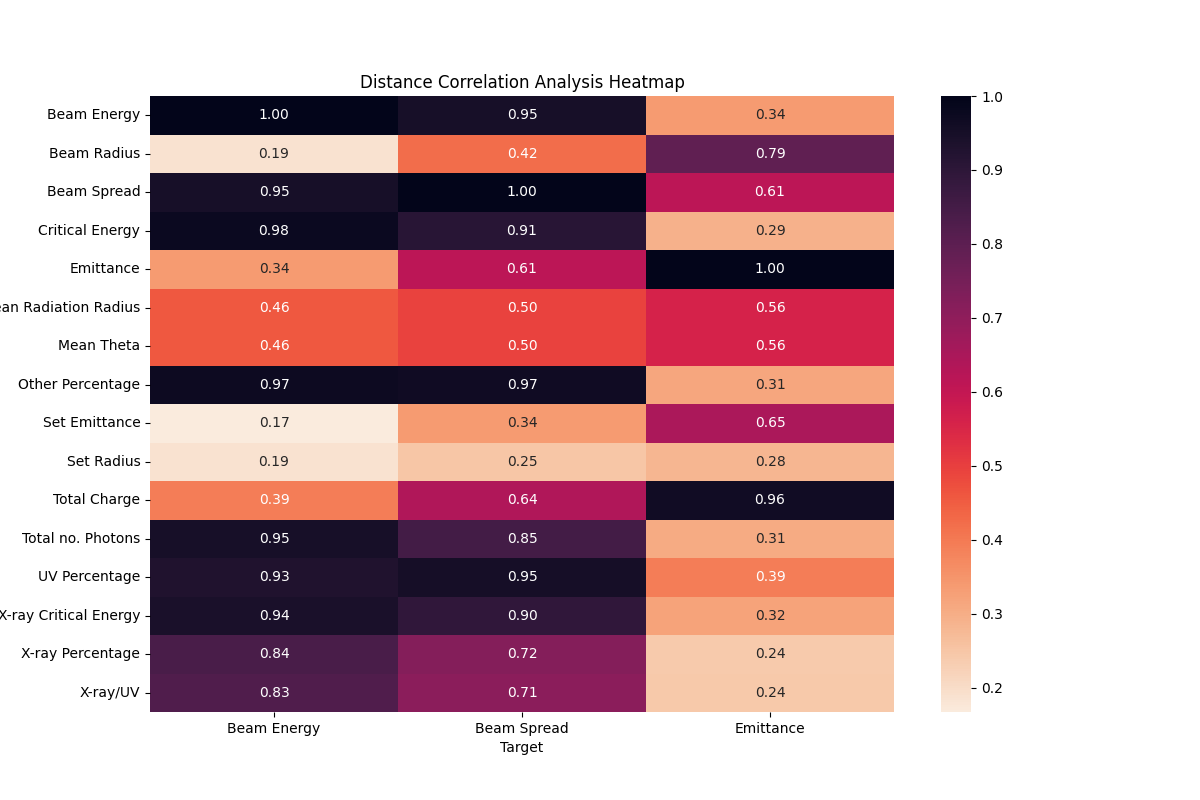 Distance Correlation Analysis Heatmap
Beam Energy 1.00 0.95 0.34
Beam Radius 0.19 0.42 0.79
Beam Spread 0.95 1.00 0.61
Critical Energy 0.98 0.91 0.29
Emittance 0.34 0.61 1.00
ean Radiation Radius 0.46 0.50 0.56
Mean Theta 0.46 0.50 0.56
Other Percentage 0.97 0.97 0.31
Set Emittance 0.17 0.34 0.65
Set Radius 0.19 0.25 0.28
Total Charge 0.39 0.64 0.96
Total no. Photons 0.95 0.85 0.31
UV Percentage 0.93 0.95 0.39
X-ray Critical Energy 0.94 0.90 0.32
X-ray Percentage 0.84 0.72 0.24
X-ray/UV 0.83 0.71 0.24
Beam Energy Beam Spread Emittance
Target
1.0
0.9
0.8
0.7
0.6
0.5
0.4
0.3
0.2